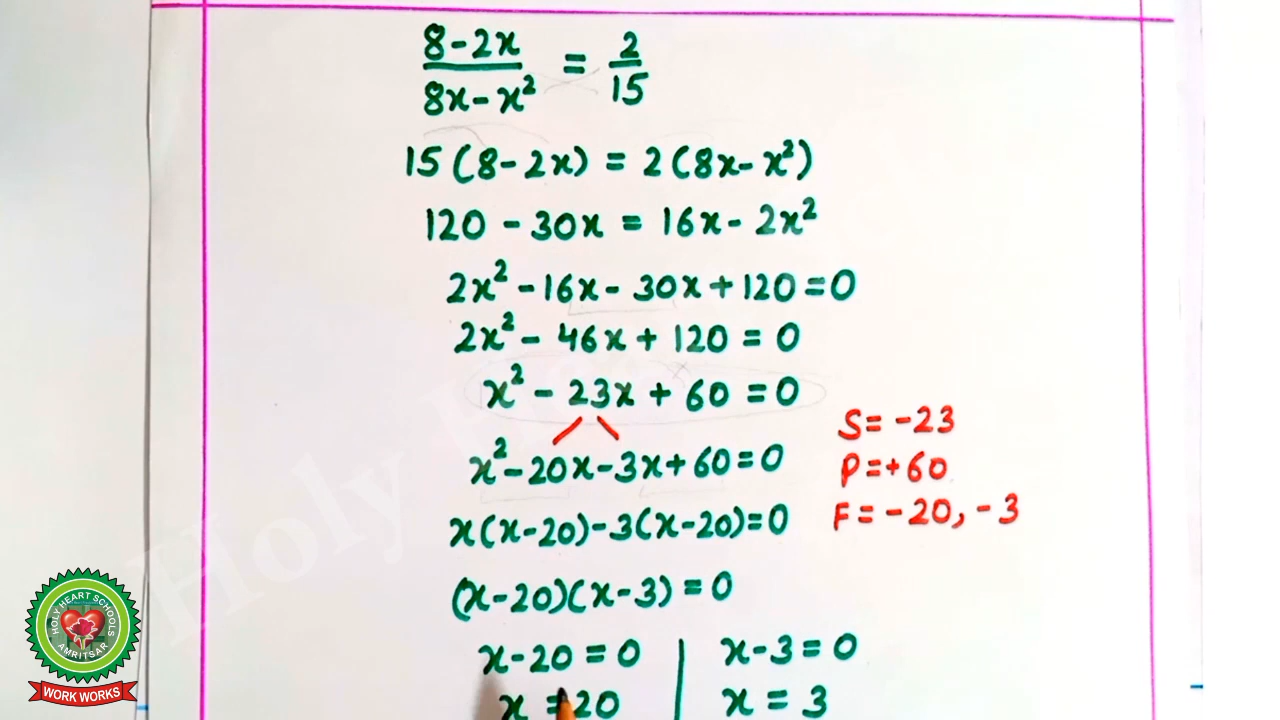 8-2x/8x-x² = 2/15
15(8-2x) = 2(8x-x²)
120 - 30x = 16x - 2x²
2x² - 16x - 30x + 120 = 0
2x² - 46x + 120 = 0
x² - 23x + 60 = 0
x² - 20x - 3x + 60 = 0
x(x-20) - 3(x-20) = 0
(x-20)(x-3) = 0
x-20 = 0 | x-3 = 0
x = 20 | x = 3
S = -23
P = +60
F = -20, -3
Holy Heart
HOLY HEART SCHOOLS
AMRITSAR
WORK WORKS